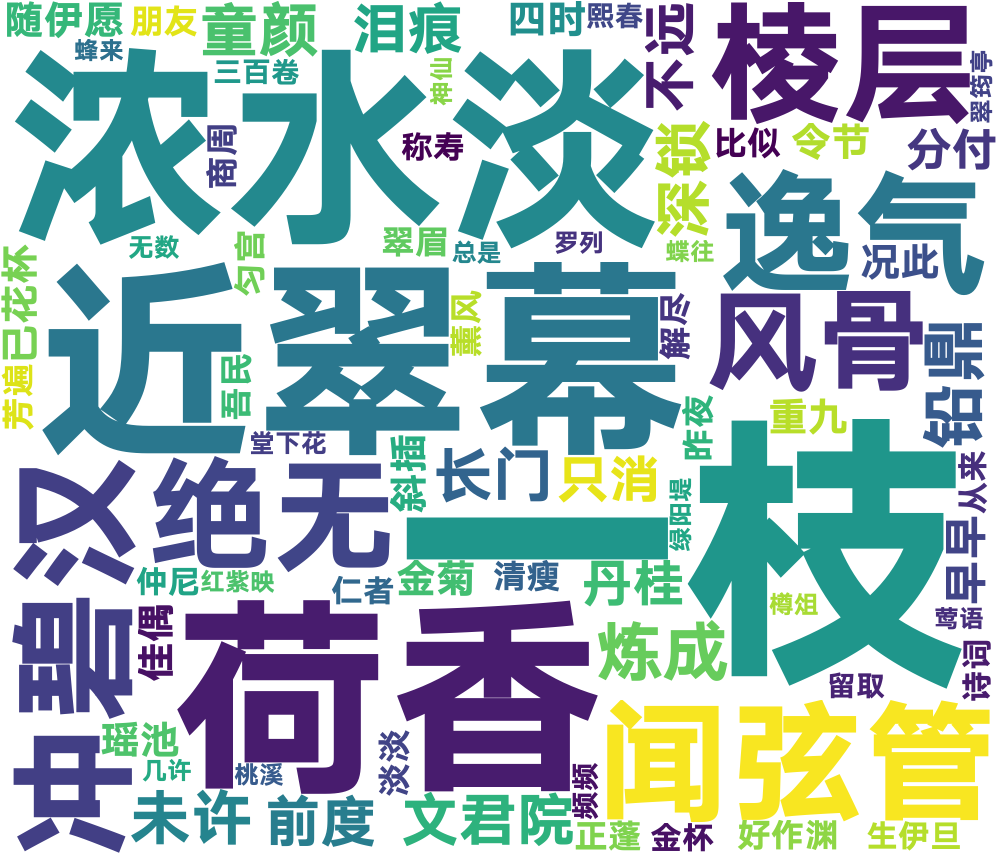 随伊愿
朋友
童颜
泪痕
四时
熙春
不远
棱层
蜂来
三百卷
神仙
翠筠亭
浓水淡
商周
称寿
深锁
比似
令节
分付
逸气
无数
匀宫
翠眉
总是
罗列
蝶往
况此
已花杯
近翠幕
薰风
解尽
风骨
铅鼎
芳遍
吾民
昨夜
重九
堂下花
斜插
长门
只消
一枝
从来
汉
绝无
绿阳堤
早早
仲尼
红紫映
仁者
金菊
清瘦
丹桂
樽俎
莺语
碧
佳偶
荷香
炼成
诗词
留取
瑶池
几许
桃溪
淡淡
频频
闻弦管
冲
未许
前度
文君院
正蓬
金杯
好作渊
生伊旦